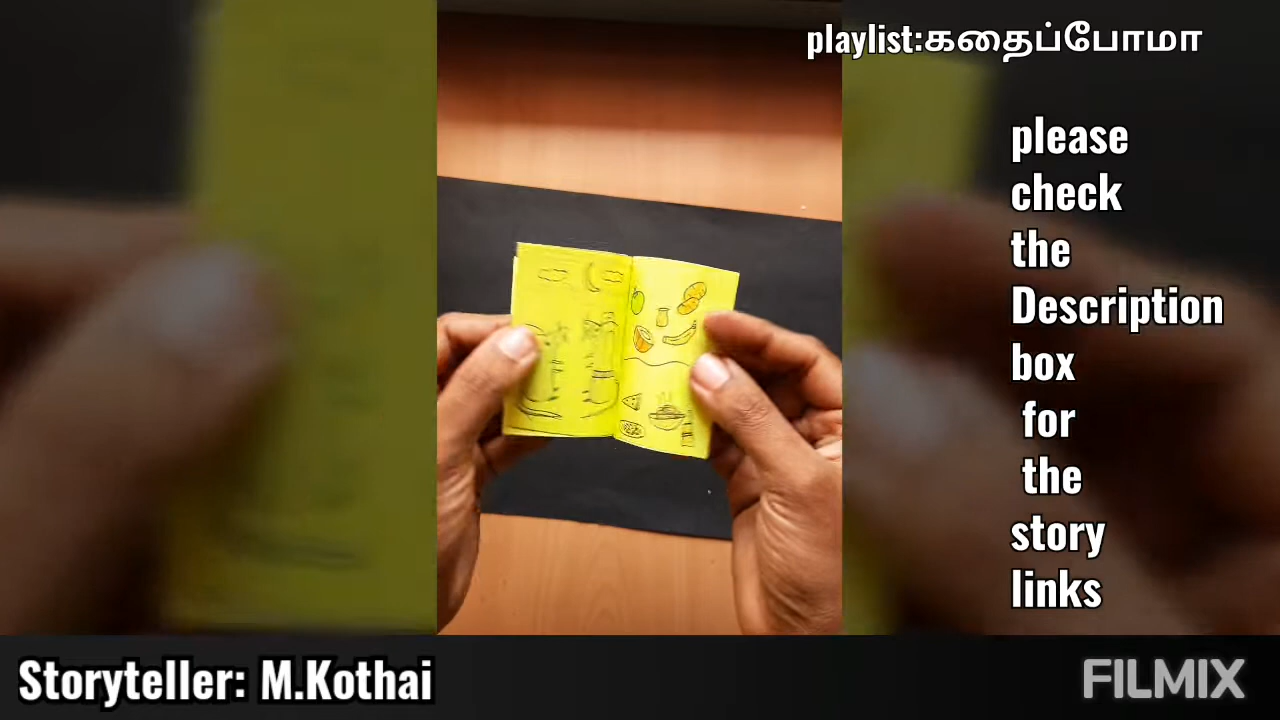 playlist:கதைப்போமா
please
check
the
Description
box
for
the
story
links
Storyteller: M.Kothai
FILMIX